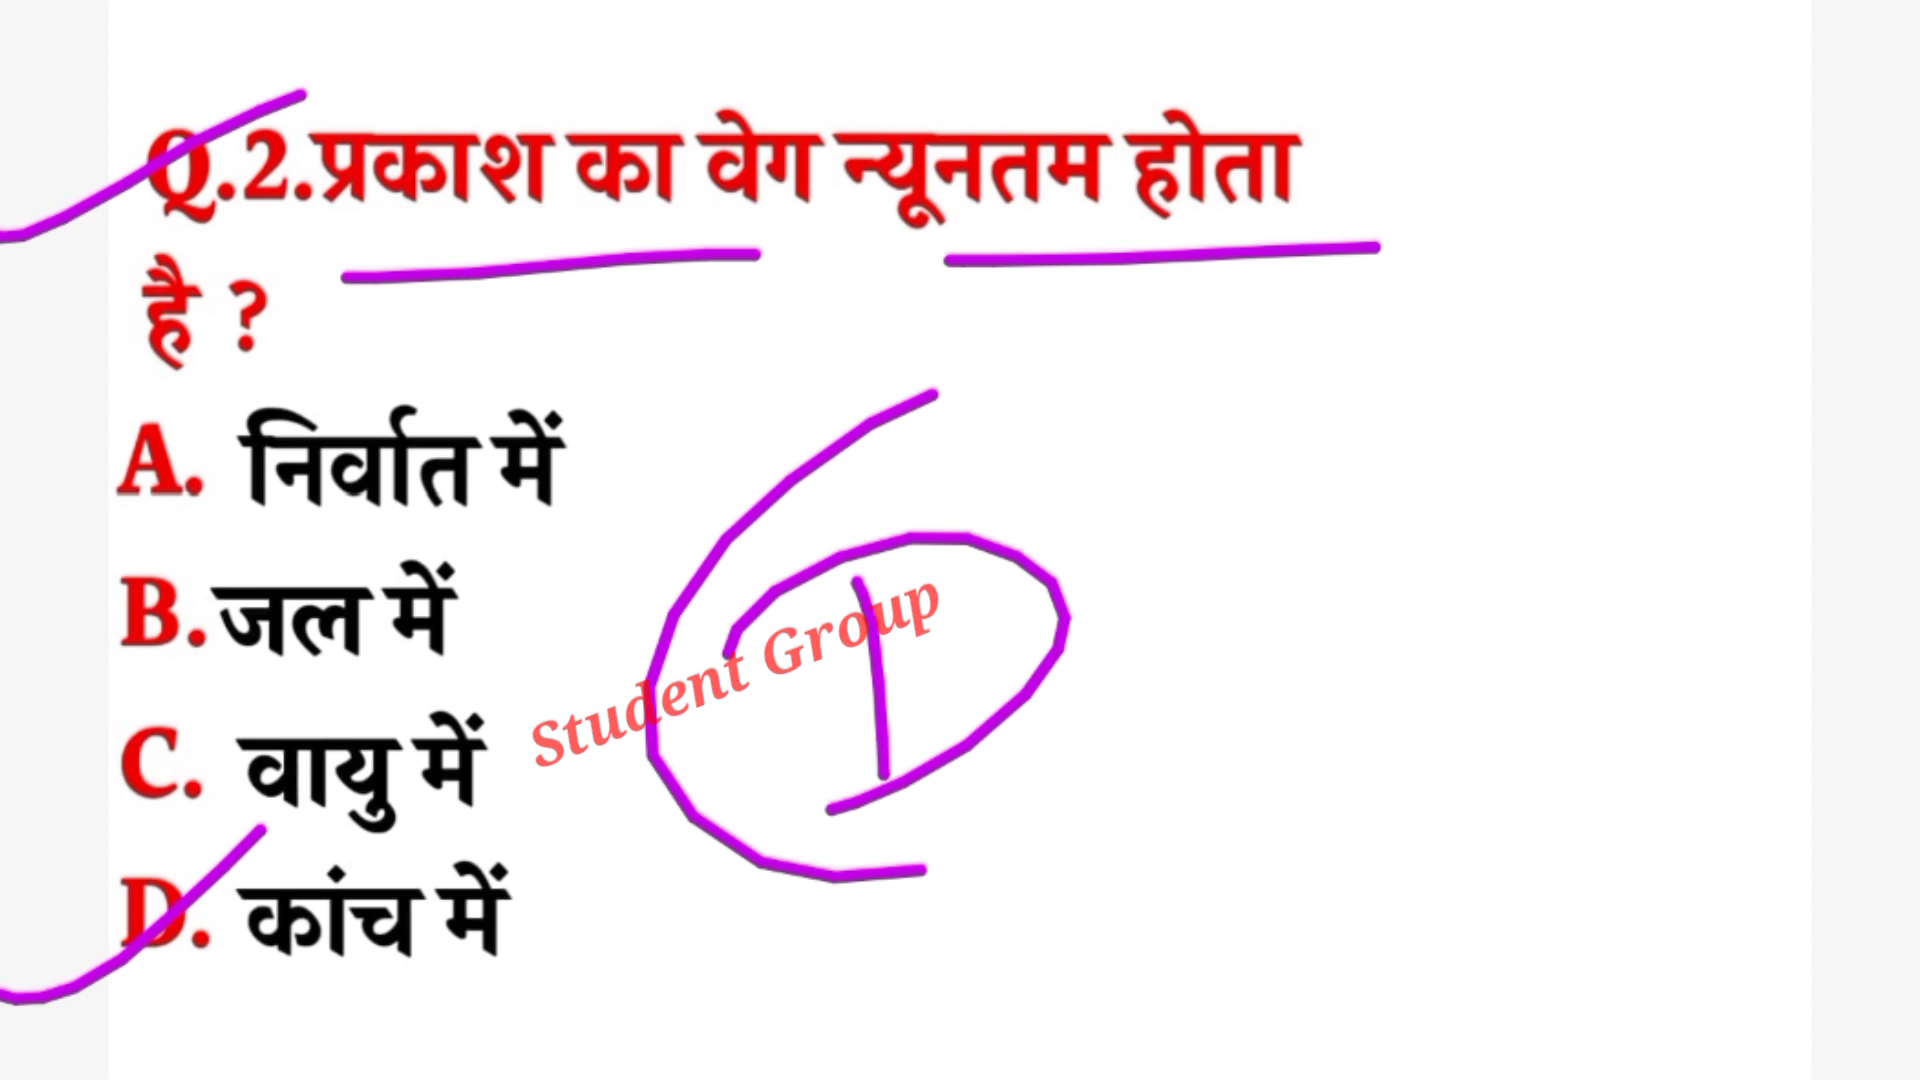 Q.2.प्रकाश का वेग न्यूनतम होता
है ?
A. निर्वात में
B.जल में
C. वायु में
D. कांच में
Student Group
D